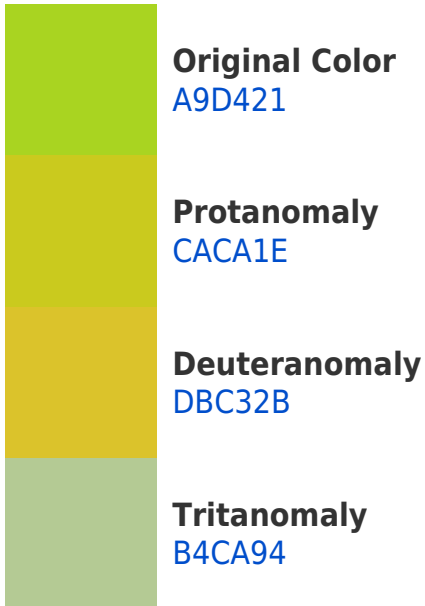 Original Color
A9D421
Protanomaly
CACA1E
Deuteranomaly
DBC32B
Tritanomaly
B4CA94